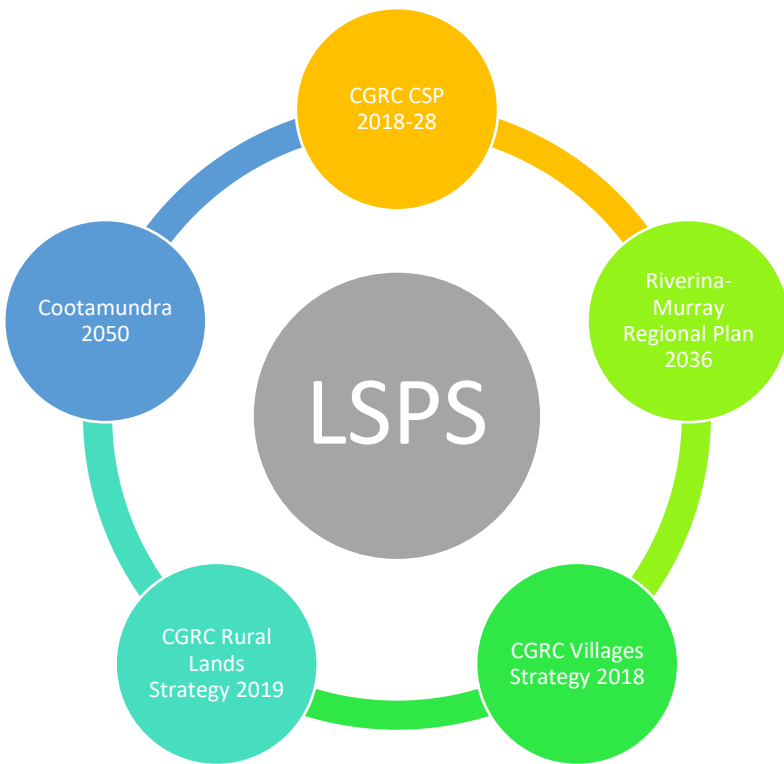 CGRC CSP
2018-28
Riverina-
Murray
Regional Plan
2036
CGRC Villages
Strategy 2018
CGRC Rural
Lands
Strategy 2019
Cootamundra
2050
LSPS